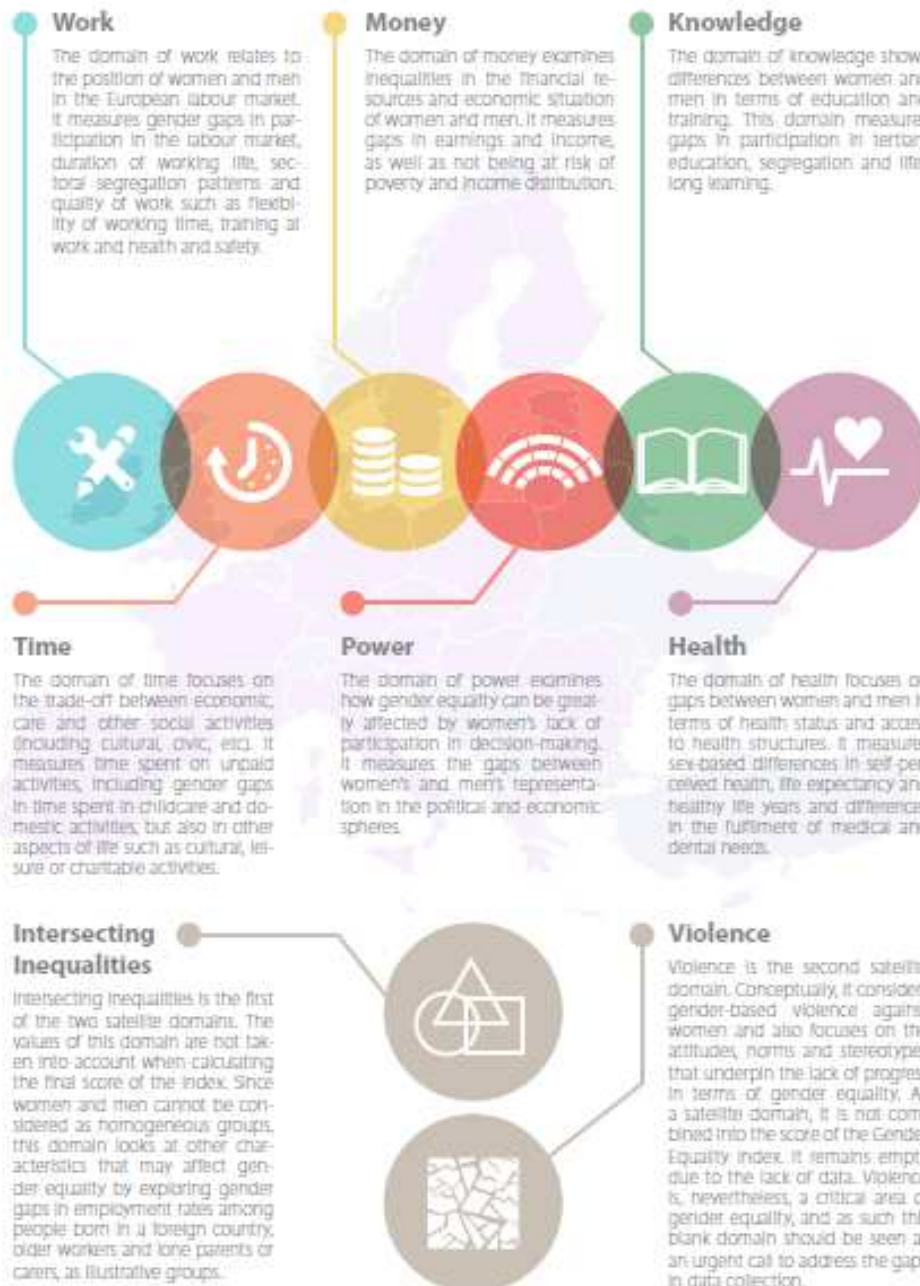 Work
The domain of work relates to
the position of women and men
in the European labour market.
It measures gender gaps in par-
ticipation in the labour market,
duration of working life, sec-
toral segregation patterns and
quality of work such as flexibil-
ity of working time, training at
work and health and safety.
Money
The domain of money examines
inequalities in the financial re-
sources and economic situation
of women and men. It measures
gaps in earnings and income,
as well as not being at risk of
poverty and income distribution.
Knowledge
The domain of knowledge show
differences between women an
men in terms of education an
training. This domain measure
gaps in participation in tertiar
education, segregation and life
long learning.
Time
The domain of time focuses on
the trade-off between economic,
care and other social activities
(including cultural, civic, etc). It
measures time spent on unpaid
activities, including gender gaps
in time spent in childcare and do-
mestic activities, but also in other
aspects of life such as cultural, lei-
sure or charitable activities.
Power
The domain of power examines
how gender equality can be great-
ly affected by women's lack of
participation in decision-making.
It measures the gaps between
women's and men's representa-
tion in the political and economic
spheres.
Health
The domain of health focuses o
gaps between women and men i
terms of health status and acces
to health structures. It measure
sex-based differences in self-per
ceived health, life expectancy an
healthy life years and difference
in the fulfilment of medical an
dental needs.
Intersecting
Inequalities
Intersecting inequalities is the first
of the two satellite domains. The
values of this domain are not tak-
en into account when calculating
the final score of the index. Since
women and men cannot be con-
sidered as homogeneous groups,
this domain looks at other char-
acteristics that may affect gen-
der equality by exploring gender
gaps in employment rates among
people born in a foreign country,
older workers and lone parents or
carers, as illustrative groups.
Violence
Violence is the second satellit
domain. Conceptually, it consider
gender-based violence agains
women and also focuses on the
attitudes, norms and stereotype
that underpin the lack of progres
in terms of gender equality. A
a satellite domain, it is not com
bined into the score of the Gende
Equality Index. It remains empt
due to the lack of data. Violence
is, nevertheless, a critical area o
gender equality, and as such thi
blank domain should be seen a
an urgent call to address the gap
in data collection.